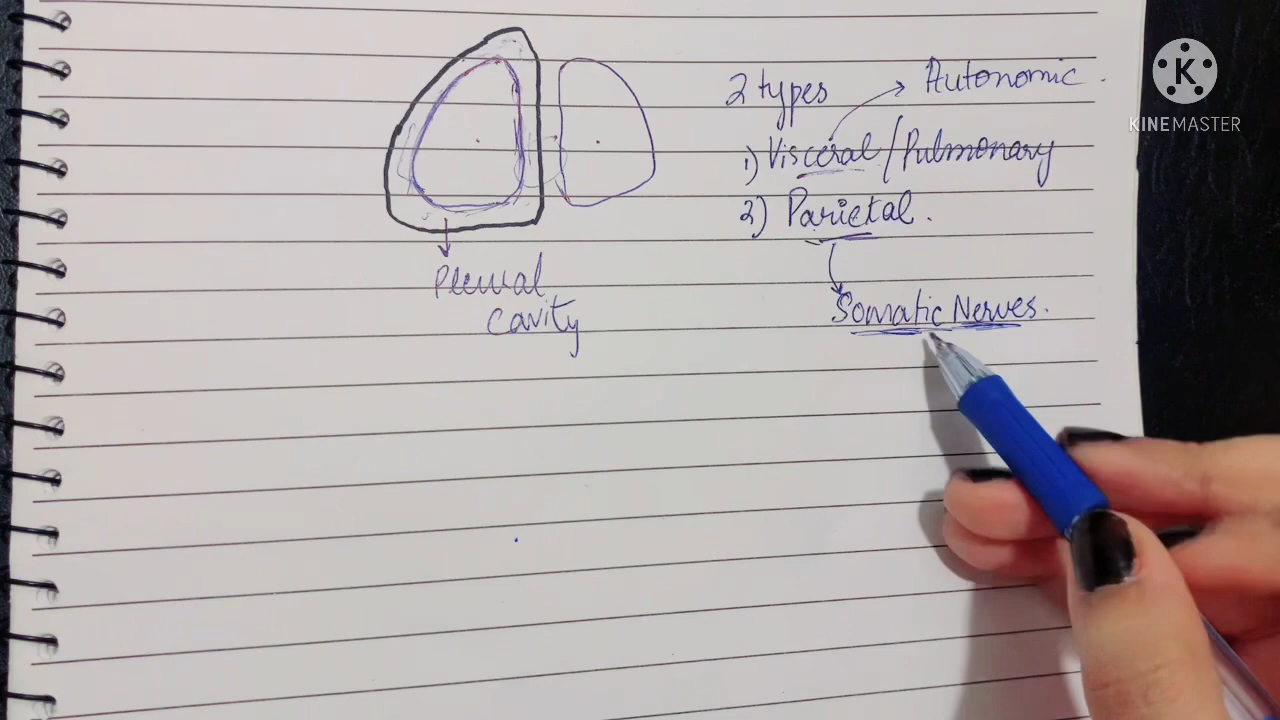 2 types
Autonomic
1) Visceral / Pulmonary
2) Parietal.
Somatic Nerves.
Pleural
cavity
K
KINEMASTER